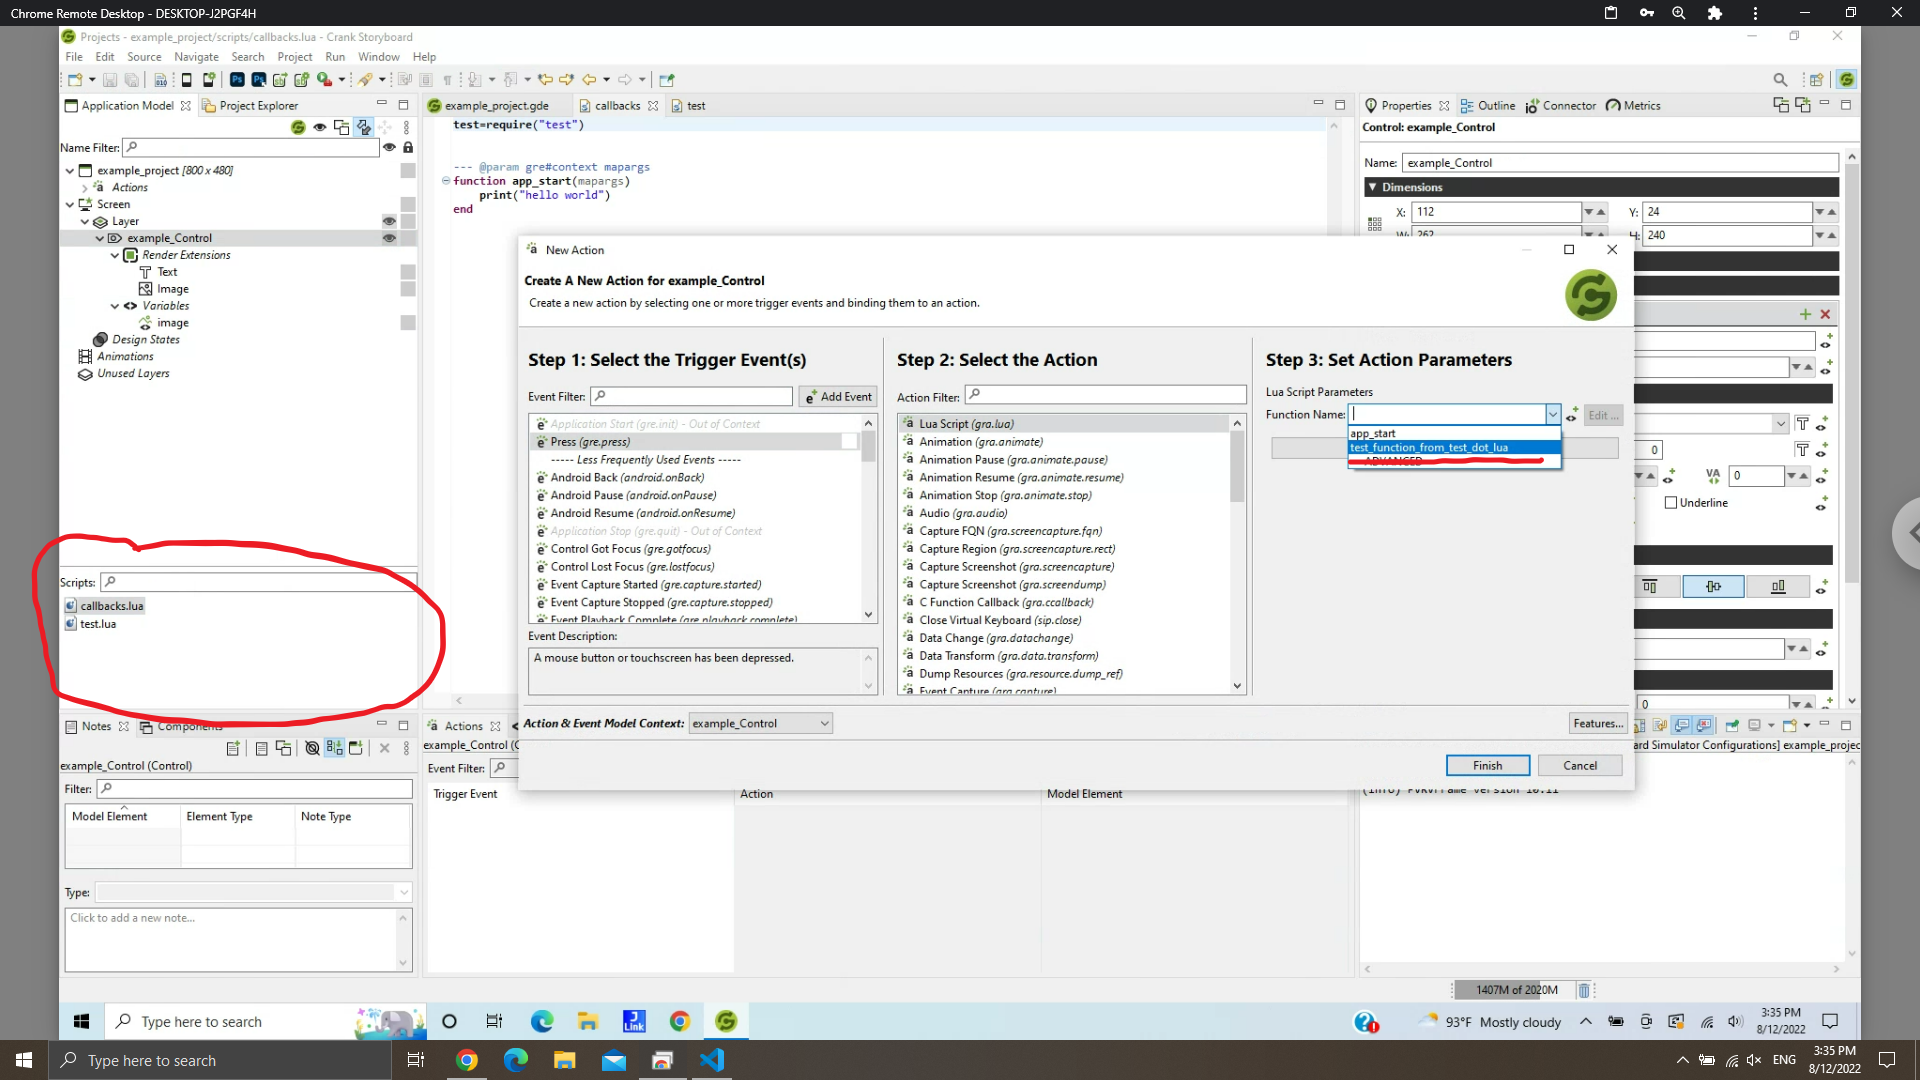 Chrome Remote Desktop - DESKTOP-J2PGF4H
Projects - example_project/scripts/callbacks.lua - Crank Storyboard
File Edit Source Navigate Search Project Run Window Help
Application Model Project Explorer
Name Filter:
example_project [800 x 480]
Actions
Screen
Layer
example_Control
Render Extensions
Text
Image
Variables
image
Design States
Animations
Unused Layers
Scripts:
callbacks.lua
test.lua
Notes Components
example_Control (Control)
Filter:
Model Element Element Type Note Type
Type:
Click to add a new note...
example_project.gde callbacks test
test=require("test")
--- @param gre#context mapargs
function app_start(mapargs)
print("hello world")
end
New Action
Create A New Action for example_Control
Create a new action by selecting one or more trigger events and binding them to an action.
Step 1: Select the Trigger Event(s)
Event Filter: Add Event
Application Start (gre.init) - Out of Context
Press (gre.press)
----- Less Frequently Used Events -----
Android Back (android.onBack)
Android Pause (android.onPause)
Android Resume (android.onResume)
Application Stop (gre.quit) - Out of Context
Control Got Focus (gre.gotfocus)
Control Lost Focus (gre.lostfocus)
Event Capture Started (gre.capture.started)
Event Capture Stopped (gre.capture.stopped)
Event Playback Complete (gre.playback.complete)
Event Description:
A mouse button or touchscreen has been depressed.
Step 2: Select the Action
Action Filter:
Lua Script (gra.lua)
Animation (gra.animate)
Animation Pause (gra.animate.pause)
Animation Resume (gra.animate.resume)
Animation Stop (gra.animate.stop)
Audio (gra.audio)
Capture FQN (gra.screencapture.fqn)
Capture Region (gra.screencapture.rect)
Capture Screenshot (gra.screencapture)
Capture Screenshot (gra.screendump)
C Function Callback (gra.ccallback)
Close Virtual Keyboard (sip.close)
Data Change (gra.datachange)
Data Transform (gra.data.transform)
Dump Resources (gra.resource.dump_ref)
Event Capture (gra.capture)
Step 3: Set Action Parameters
Lua Script Parameters
Function Name: Edit ...
app_start
test_function_from_test_dot_lua
ADVANCED
Action & Event Model Context: example_Control
Features...
Finish Cancel
Actions
example_Control (C
Event Filter:
Trigger Event Action Model Element
Properties Outline Connector Metrics
Control: example_Control
Name: example_Control
Dimensions
X: 112 Y: 24
W: 262 H: 240
0
VA 0
Underline
0
ard Simulator Configurations] example_projec
(info) PVRVFrame version 10.11
1407M of 2020M
Type here to search
J Link
93°F Mostly cloudy
3:35 PM
8/12/2022
Type here to search
ENG
3:35 PM
8/12/2022